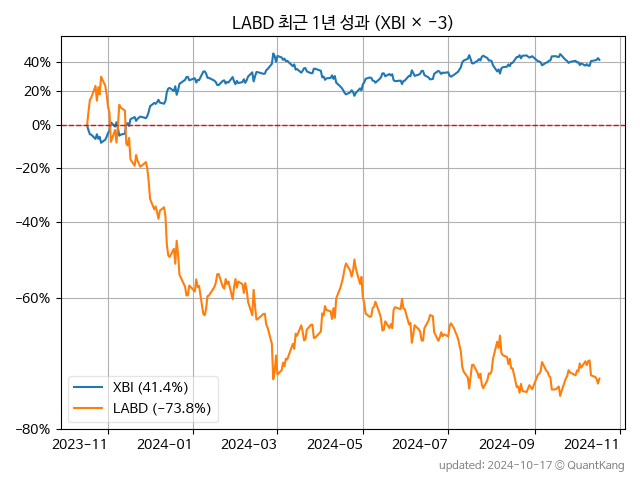 LABD 최근 1년 성과 (XBI × −3)
40%
20%
0%
−20%
−40%
−60%
−80%
XBI (41.4%)
LABD (−73.8%)
2023-11 2024-01 2024-03 2024-05 2024-07 2024-09 2024-11
updated: 2024-10-17 © QuantKang